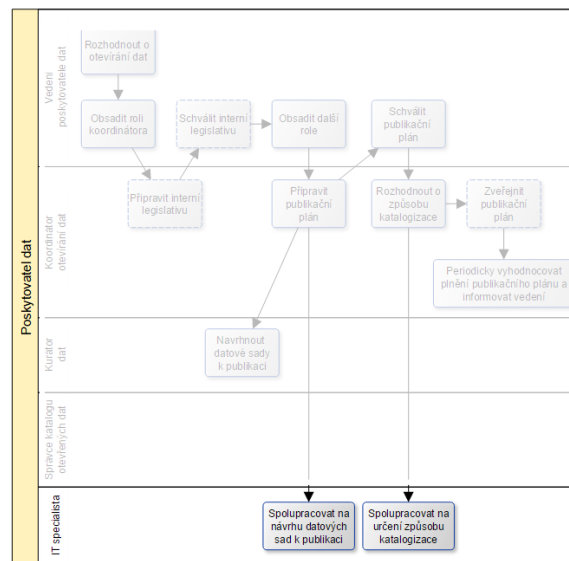 Poskytovatel dat
Vedení
poskytovatele dat
Rozhodnout o
otevírání dat
Obsadit roli
koordinátora
Schválit interní
legislativu
Obsadit další
role
Schválit
publikační
plán
Koordinátor
otevírání dat
Připravit interní
legislativu
Připravit
publikační
plán
Rozhodnout o
způsobu
katalogizace
Zveřejnit
publikační
plán
Periodicky vyhodnocovat
plnění publikačního plánu a
informovat vedení
Kurátor
dat
Navrhnout
datové sady
k publikaci
Správce katalogu
otevřených dat
IT specialista
Spolupracovat na
návrhu datových
sad k publikaci
Spolupracovat na
určení způsobu
katalogizace